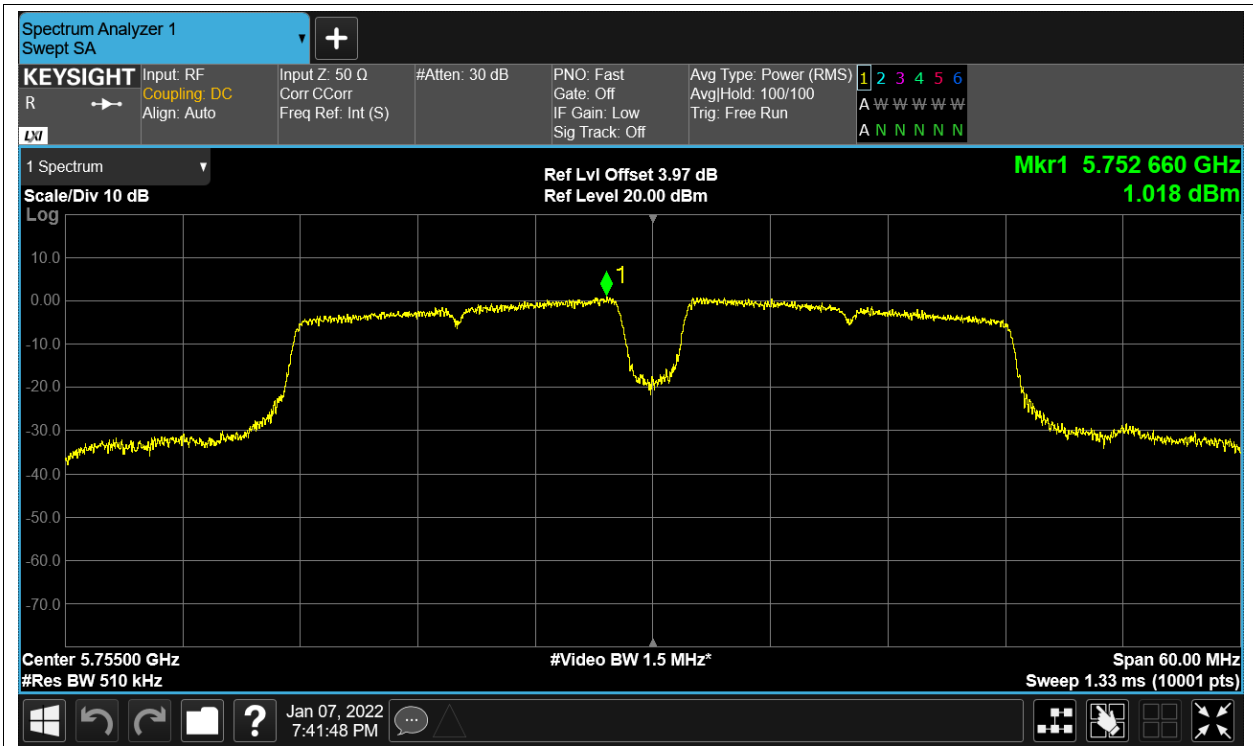 Spectrum Analyzer 1
Swept SA
KEYSIGHT
R
LXI
Input: RF
Coupling: DC
Align: Auto
Input Z: 50 Ω
Corr CCorr
Freq Ref: Int (S)
#Atten: 30 dB
PNO: Fast
Gate: Off
IF Gain: Low
Sig Track: Off
Avg Type: Power (RMS)
Avg|Hold: 100/100
Trig: Free Run
1 2 3 4 5 6
A W W W W W
A N N N N N
1 Spectrum
Scale/Div 10 dB
Ref Lvl Offset 3.97 dB
Ref Level 20.00 dBm
Mkr1 5.752 660 GHz
1.018 dBm
Log
10.0
0.00
-10.0
-20.0
-30.0
-40.0
-50.0
-60.0
-70.0
1
Center 5.75500 GHz
#Video BW 1.5 MHz*
Span 60.00 MHz
#Res BW 510 kHz
Sweep 1.33 ms (10001 pts)
?
Jan 07, 2022
7:41:48 PM